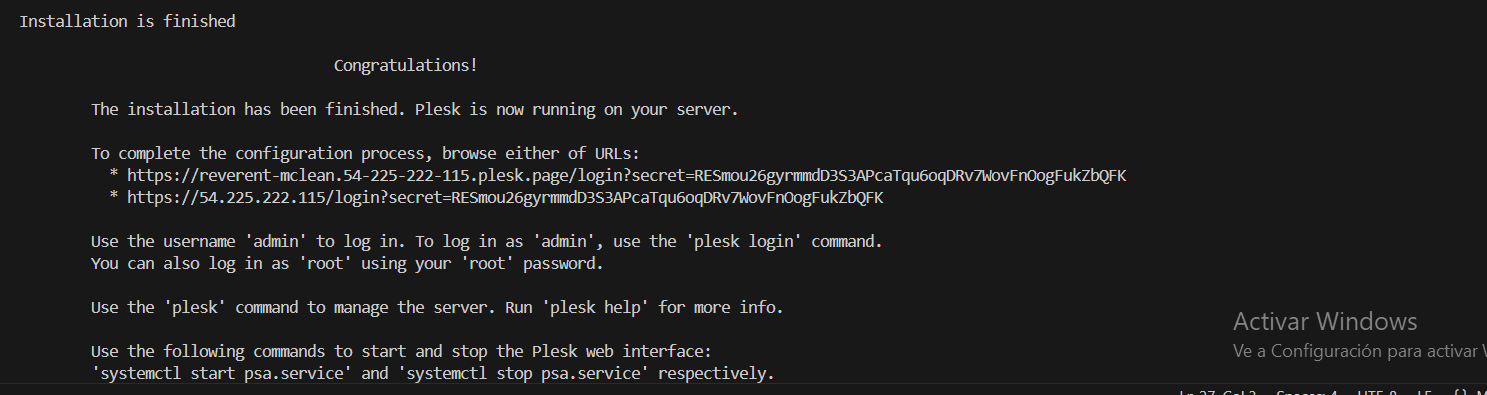 Installation is finished
Congratulations!
The installation has been finished. Plesk is now running on your server.
To complete the configuration process, browse either of URLs:
* https://reverent-mclean.54-225-222-115.plesk.page/login?secret=RESmou26gyrmmdD3S3APcaTqu6oqDRv7WovFnOogFukZbQFK
* https://54.225.222.115/login?secret=RESmou26gyrmmdD3S3APcaTqu6oqDRv7WovFnOogFukZbQFK
Use the username 'admin' to log in. To log in as 'admin', use the 'plesk login' command.
You can also log in as 'root' using your 'root' password.
Use the 'plesk' command to manage the server. Run 'plesk help' for more info.
Activar Windows
Ve a Configuración para activar
Use the following commands to start and stop the Plesk web interface:
'systemctl start psa.service' and 'systemctl stop psa.service' respectively.